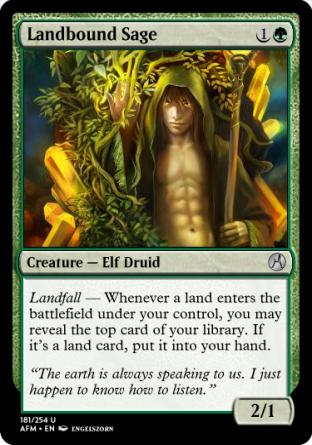 Landbound Sage 1
Creature — Elf Druid
Landfall — Whenever a land enters the
battlefield under your control, you may
reveal the top card of your library. If
it's a land card, put it into your hand.
“The earth is always speaking to us. I just
happen to know how to listen.”
2/1
181/254 U
AFM • EN ENGELSZORN